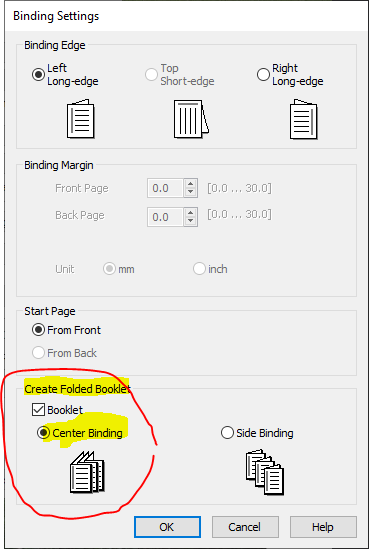 Binding Settings
Binding Edge
Left
Long-edge
Top
Short-edge
Right
Long-edge
Binding Margin
Front Page 0.0 [0.0 ... 30.0]
Back Page 0.0 [0.0 ... 30.0]
Unit mm inch
Start Page
From Front
From Back
Create Folded Booklet
Booklet
Center Binding Side Binding
OK Cancel Help